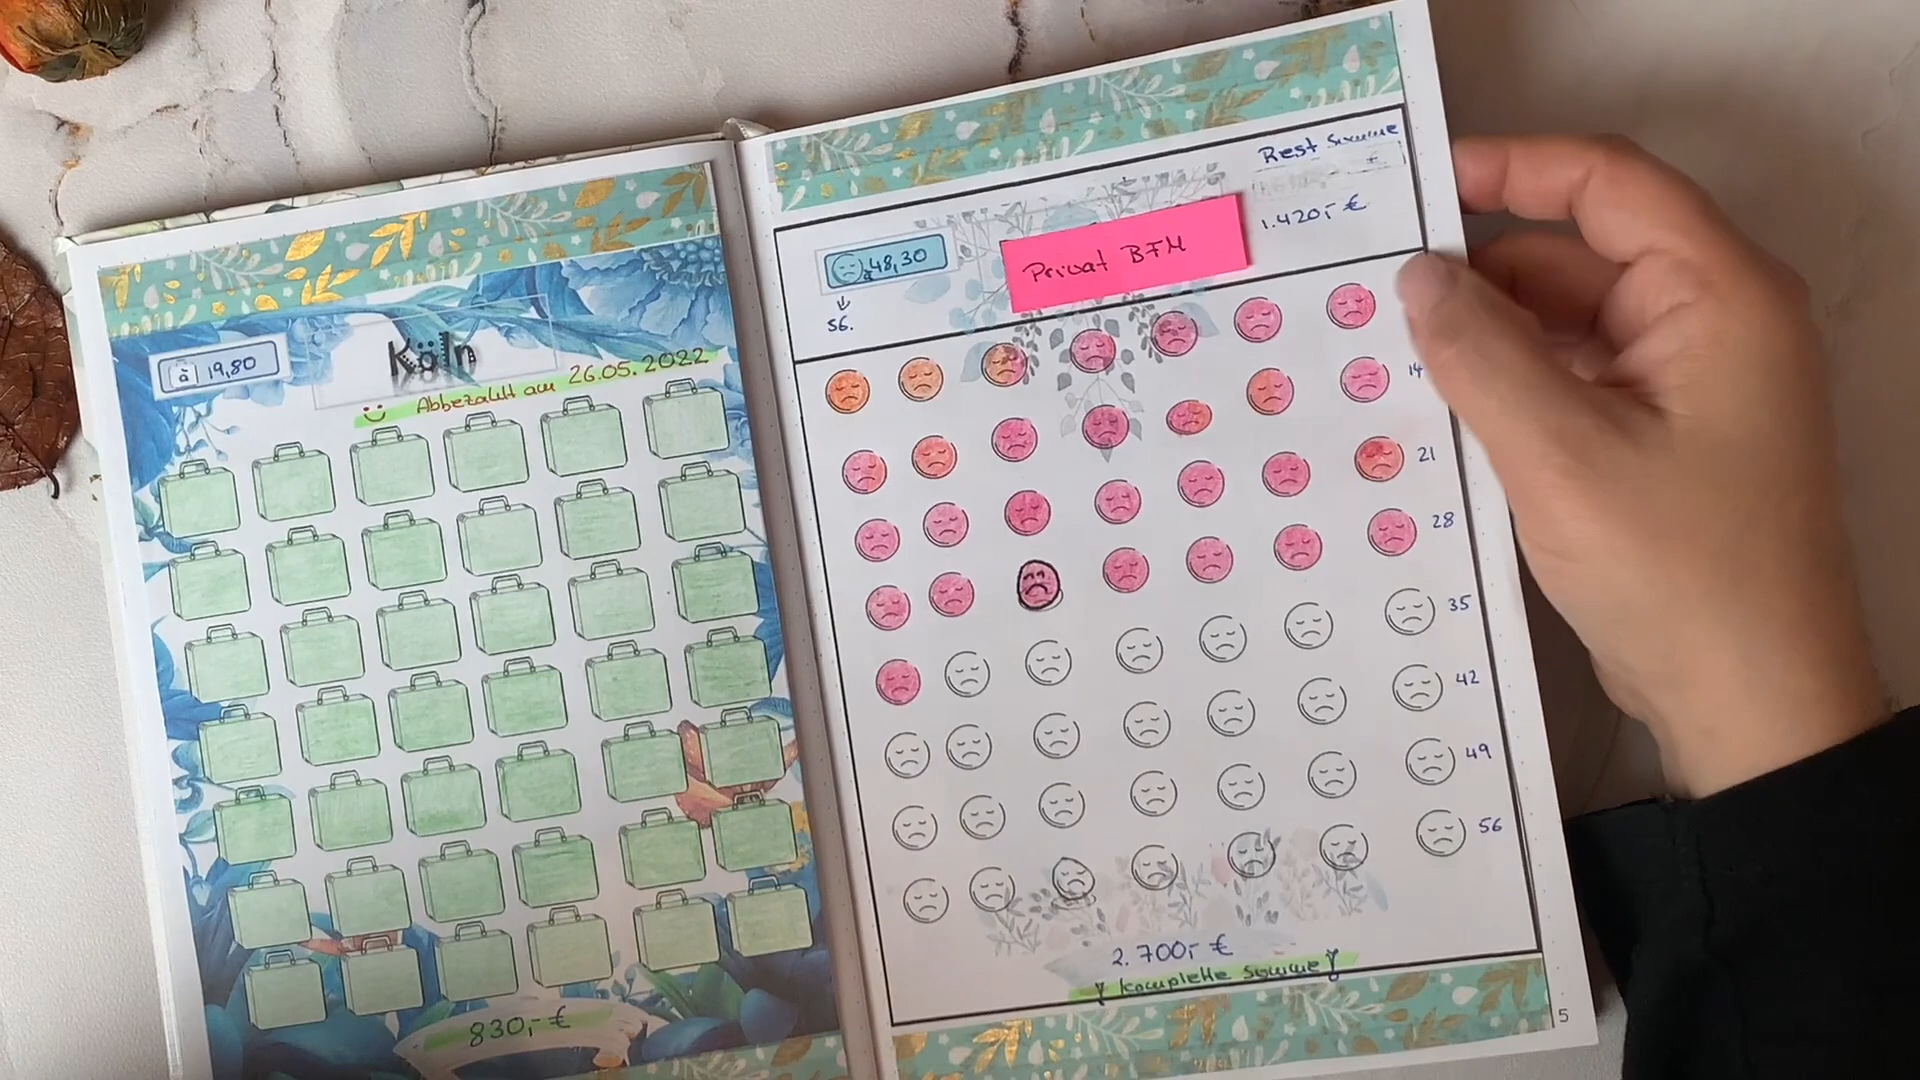 à 19,80
Köln
Abbezahlt am 26.05.2022
830,- €
à 48,30
56.
Privat BFM
Rest Summe
€
1.420,- €
14
21
28
35
42
49
56
2.700,- €
! komplette Summe !
5